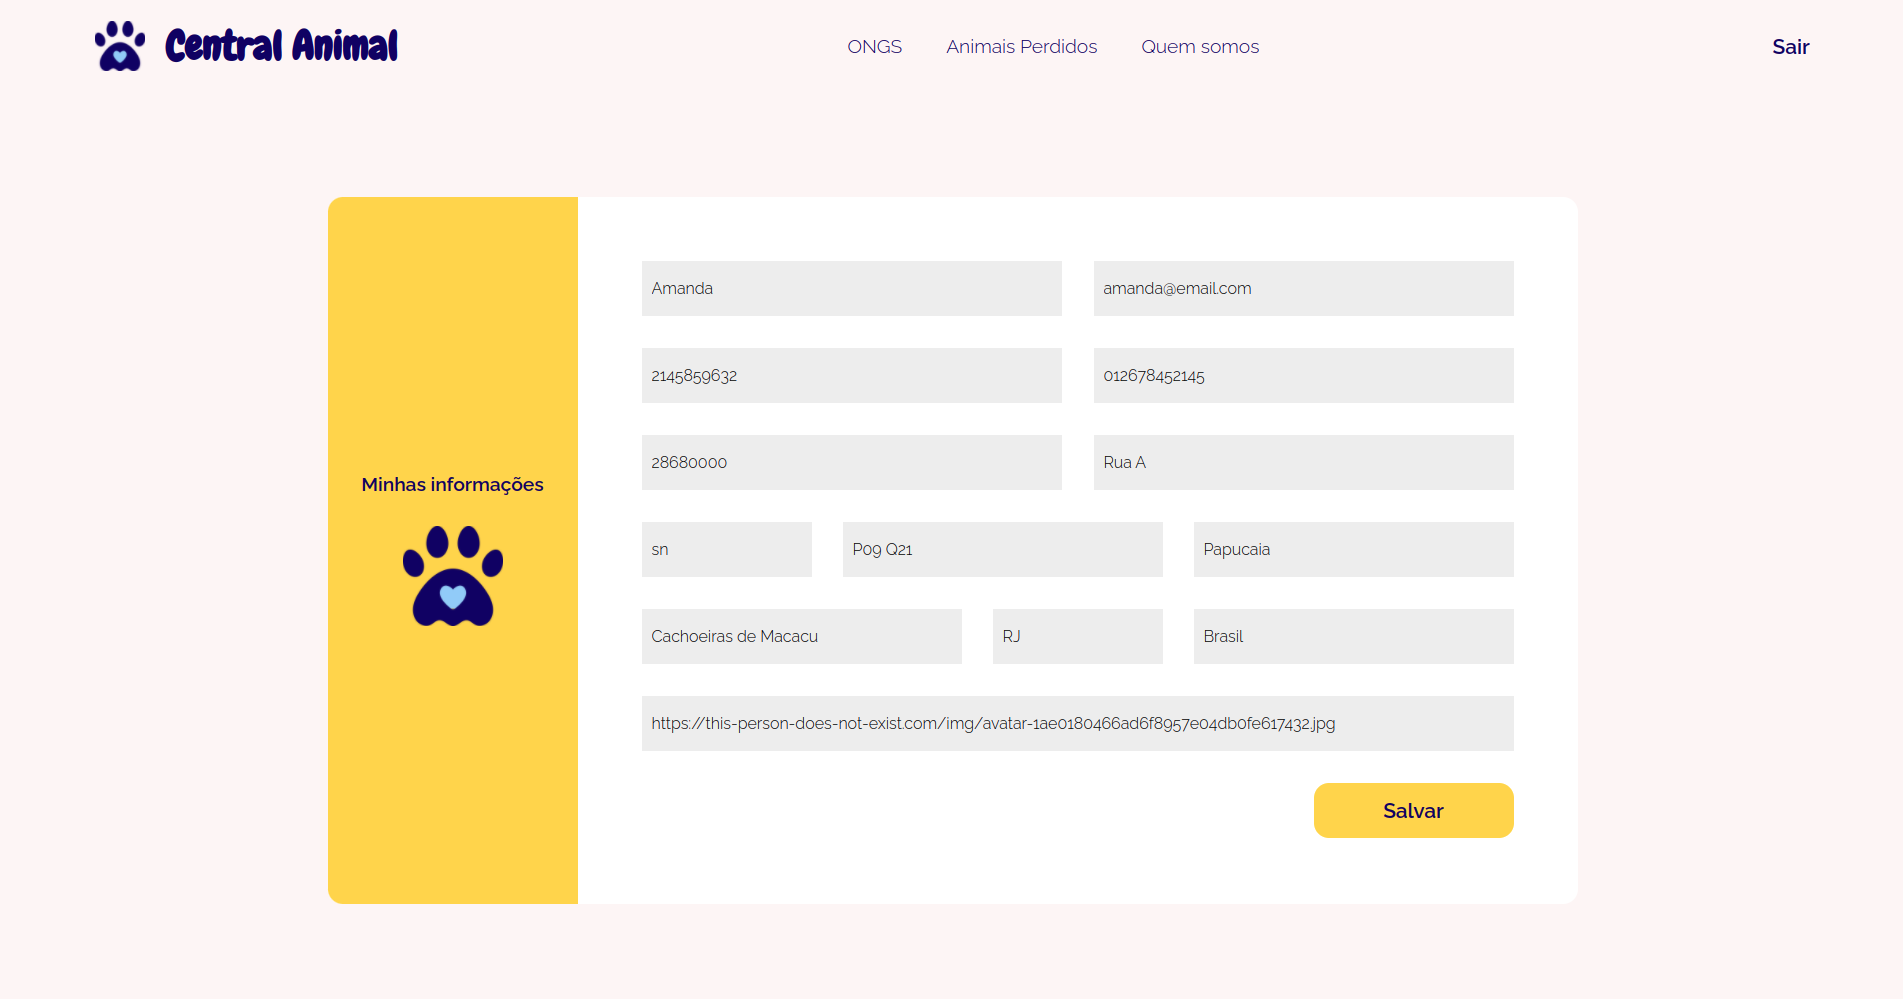 Central Animal
ONGS Animais Perdidos Quem somos
Sair
Minhas informações
Amanda
amanda@email.com
2145859632
012678452145
28680000
Rua A
sn
P09 Q21
Papucaia
Cachoeiras de Macacu
RJ
Brasil
https://this-person-does-not-exist.com/img/avatar-1ae0180466ad6f8957e04db0fe617432.jpg
Salvar